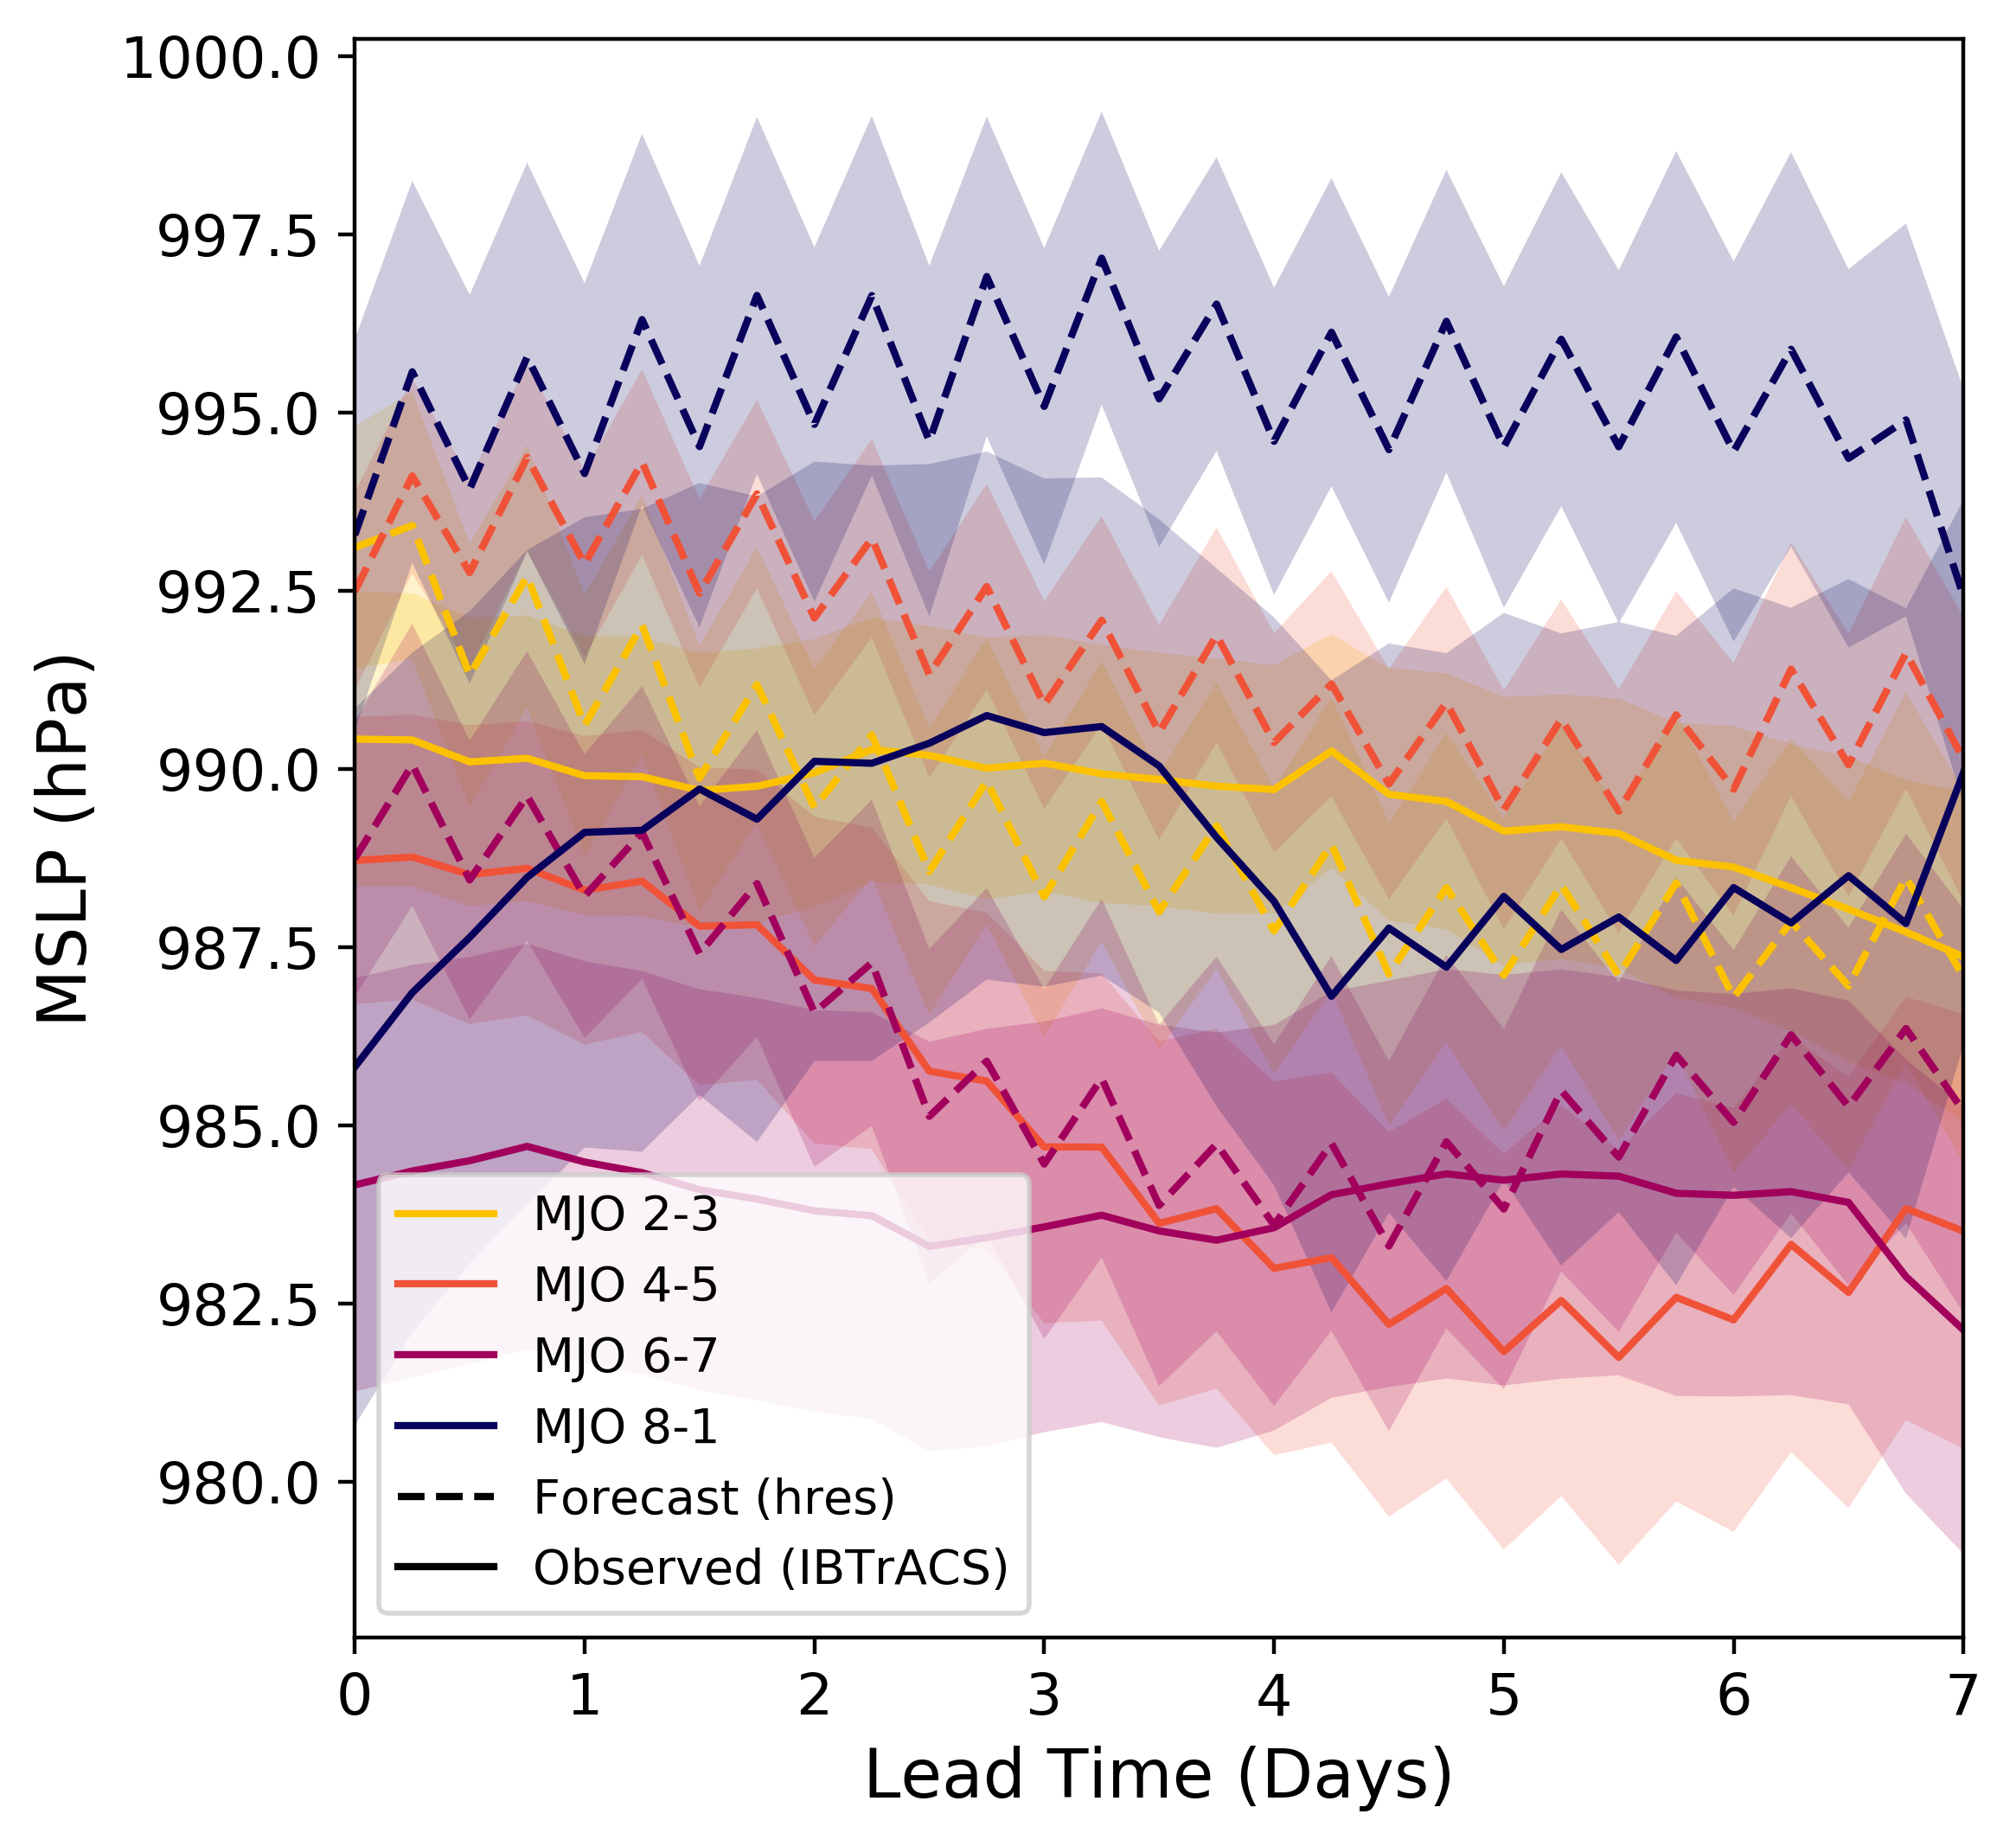 1000.0
997.5
995.0
992.5
990.0
987.5
985.0
982.5
980.0
MSLP (hPa)
MJO 2-3
MJO 4-5
MJO 6-7
MJO 8-1
Forecast (hres)
Observed (IBTrACS)
0 1 2 3 4 5 6 7
Lead Time (Days)